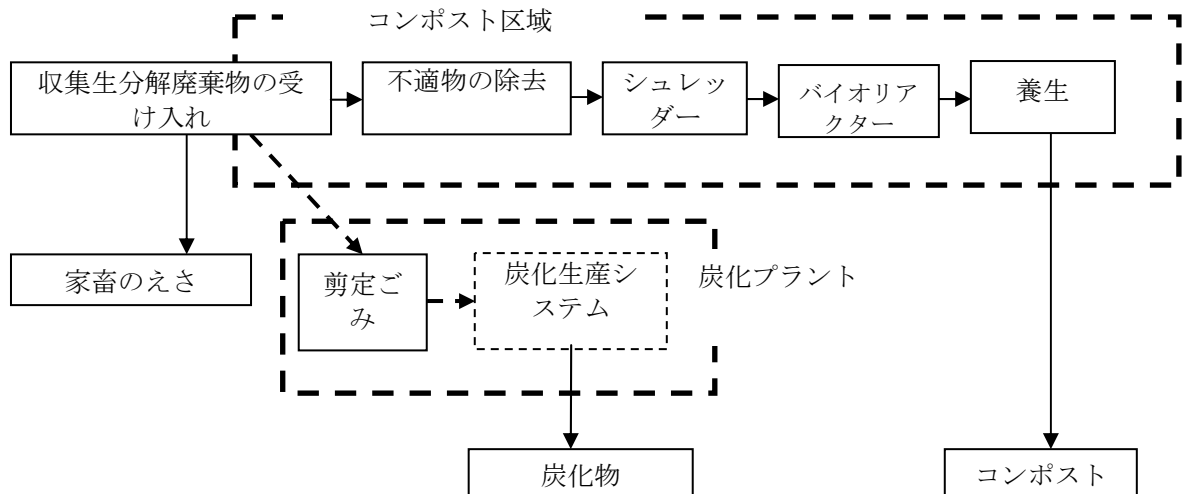 コンポスト区域
収集生分解廃棄物の受
け入れ
不適物の除去
シュレッ
ダー
バイオリア
クター
養生
家畜のえさ
剪定ご
み
炭化生産シ
ステム
炭化プラント
炭化物
コンポスト